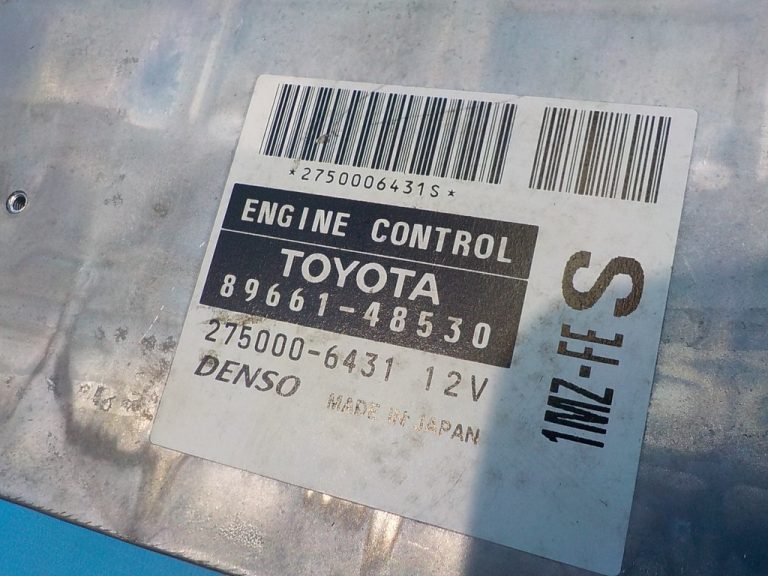 *2750006431S*
ENGINE CONTROL
TOYOTA
89661-48530
275000-6431 12V
DENSO MADE IN JAPAN
1MZ-FE S